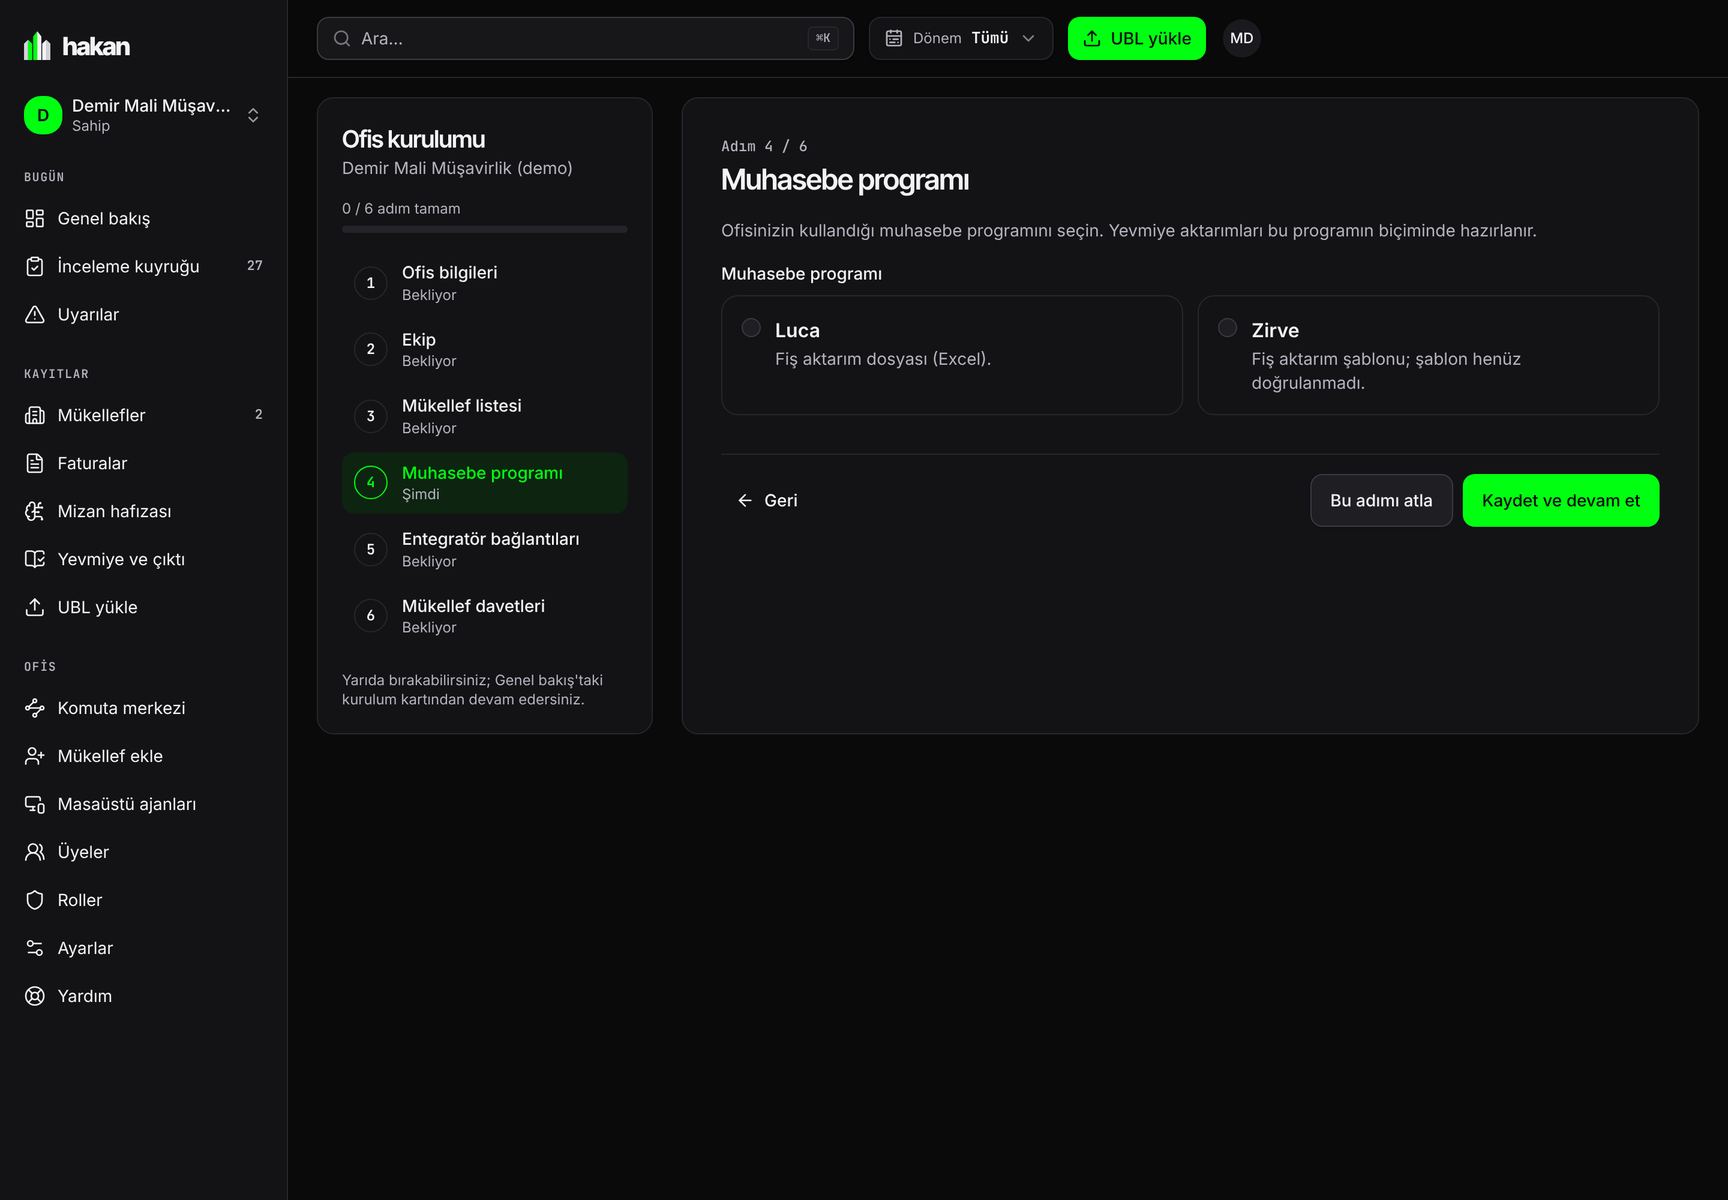 hakan
D
Demir Mali Müşav...
Sahip
BUGÜN
Genel bakış
İnceleme kuyruğu 27
Uyarılar
KAYITLAR
Mükellefler 2
Faturalar
Mizan hafızası
Yevmiye ve çıktı
UBL yükle
OFİS
Komuta merkezi
Mükellef ekle
Masaüstü ajanları
Üyeler
Roller
Ayarlar
Yardım
Ara... ⌘K
Dönem Tümü
UBL yükle
MD
Ofis kurulumu
Demir Mali Müşavirlik (demo)
0 / 6 adım tamam
1 Ofis bilgileri
Bekliyor
2 Ekip
Bekliyor
3 Mükellef listesi
Bekliyor
4 Muhasebe programı
Şimdi
5 Entegratör bağlantıları
Bekliyor
6 Mükellef davetleri
Bekliyor
Yarıda bırakabilirsiniz; Genel bakış'taki
kurulum kartından devam edersiniz.
Adım 4 / 6
Muhasebe programı
Ofisinizin kullandığı muhasebe programını seçin. Yevmiye aktarımları bu programın biçiminde hazırlanır.
Muhasebe programı
Luca
Fiş aktarım dosyası (Excel).
Zirve
Fiş aktarım şablonu; şablon henüz
doğrulanmadı.
Geri
Bu adımı atla
Kaydet ve devam et